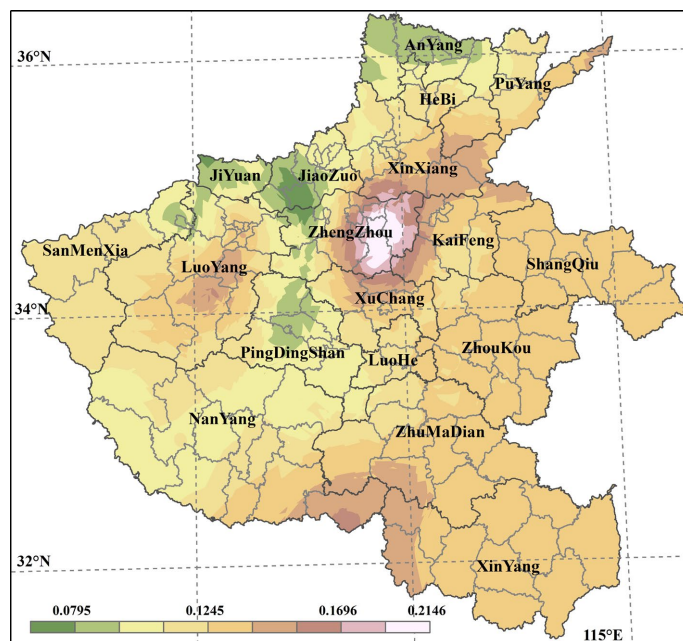 AnYang
36°N
PuYang
HeBi
XinXiang
JiYuan
JiaoZuo
ZhengZhou
KaiFeng
SanMenXia
LuoYang
ShangQiu
XuChang
34°N
PingDingShan
LuoHe
ZhouKou
NanYang
ZhuMaDian
32°N
XinYang
0.0795 0.1245 0.1696 0.2146
115°E